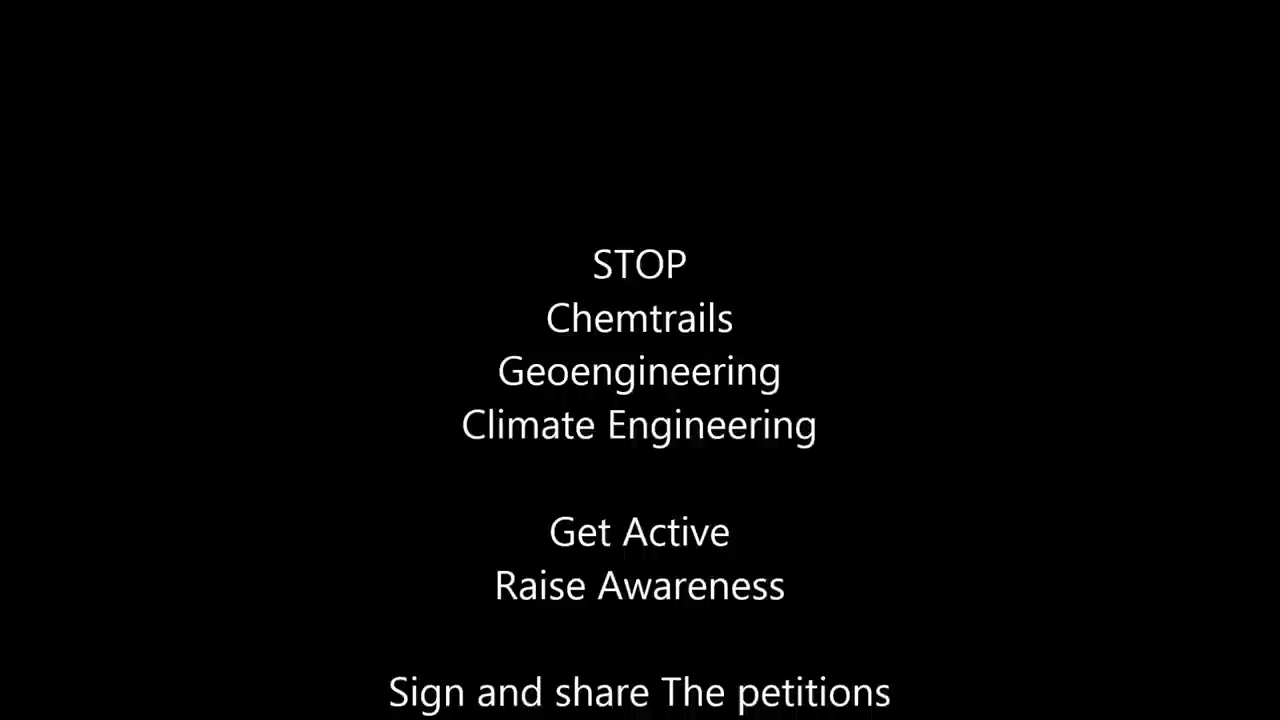 STOP
Chemtrails
Geoengineering
Climate Engineering
Get Active
Raise Awareness
Sign and share The petitions